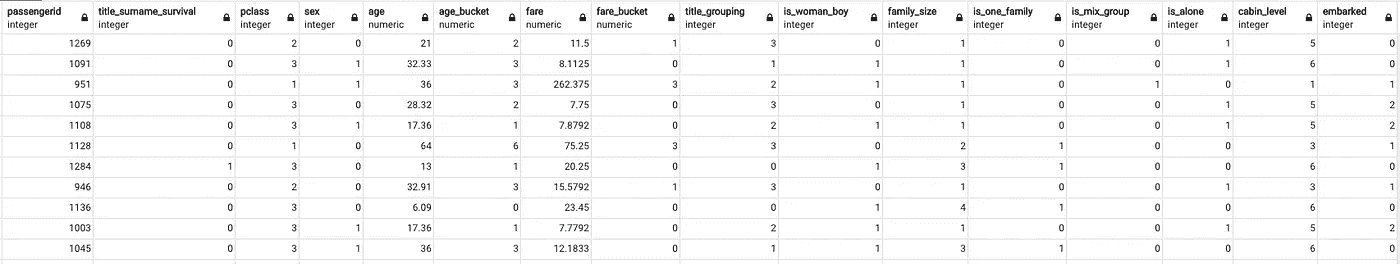 passengerid title_surname_survival pclass sex age age_bucket fare fare_bucket title_grouping is_woman_boy family_size is_one_family is_mix_group is_alone cabin_level embarked
integer integer integer integer numeric numeric numeric numeric integer integer integer integer integer integer integer integer
1269 0 2 0 21 2 11.5 1 3 0 1 0 0 1 5 0
1091 0 3 1 32.33 3 8.1125 0 1 1 1 0 0 1 6 0
951 0 1 1 36 3 262.375 3 2 1 1 0 1 0 1 1
1075 0 3 0 28.32 2 7.75 0 3 0 1 0 0 1 5 2
1108 0 3 1 17.36 1 7.8792 0 2 1 1 0 0 1 5 2
1128 0 1 0 64 6 75.25 3 3 0 2 1 0 0 3 1
1284 1 3 0 13 1 20.25 0 0 1 3 1 0 0 6 0
946 0 2 0 32.91 3 15.5792 1 3 0 1 0 0 1 3 1
1136 0 3 0 6.09 0 23.45 0 0 1 4 1 0 0 6 0
1003 0 3 1 17.36 1 7.7792 0 2 1 1 0 0 1 5 2
1045 0 3 1 36 3 12.1833 0 1 1 3 1 0 0 6 0